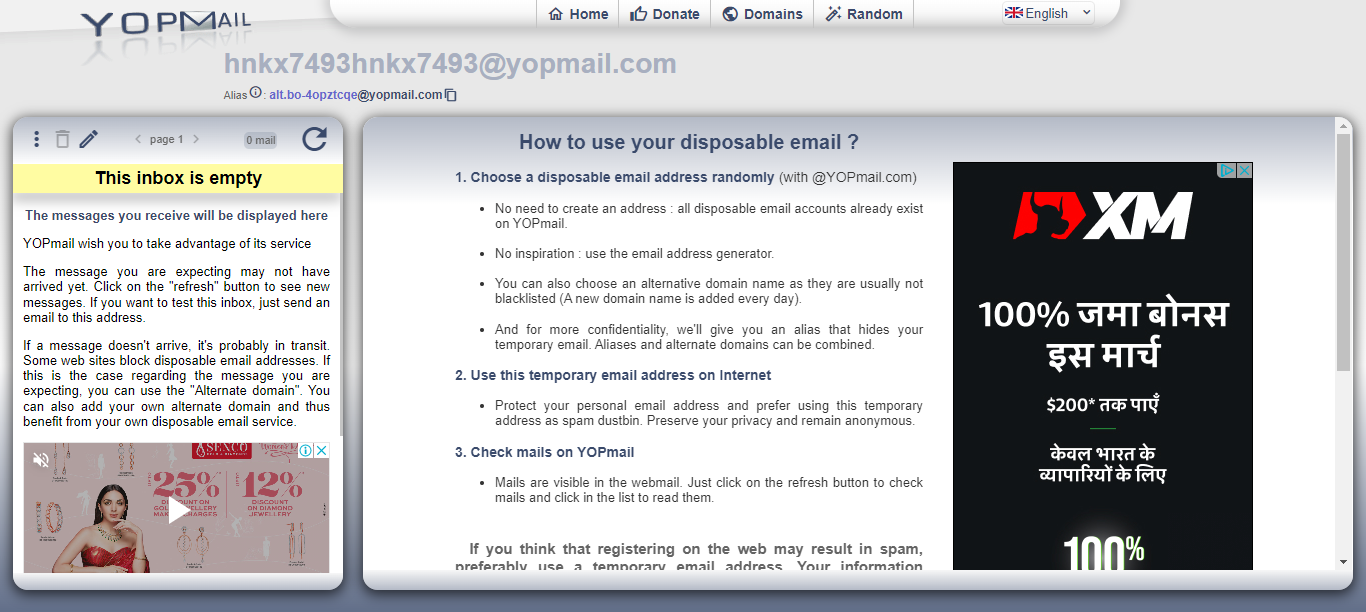 YOPMAIL
Home
Donate
Domains
Random
English
hnkx7493hnkx7493@yopmail.com
Alias : alt.bo-4opztcqe@yopmail.com
page 1
0 mail
This inbox is empty
The messages you receive will be displayed here
YOPmail wish you to take advantage of its service
The message you are expecting may not have
arrived yet. Click on the "refresh" button to see new
messages. If you want to test this inbox, just send an
email to this address.
If a message doesn't arrive, it's probably in transit.
Some web sites block disposable email addresses. If
this is the case regarding the message you are
expecting, you can use the "Alternate domain". You
can also add your own alternate domain and thus
benefit from your own disposable email service.
SENCO
25%
DISCOUNT ON
12%
DISCOUNT
ON DIAMOND
JEWELLERY
How to use your disposable email ?
1. Choose a disposable email address randomly (with @YOPmail.com)
• No need to create an address : all disposable email accounts already exist
on YOPmail.
• No inspiration : use the email address generator.
• You can also choose an alternative domain name as they are usually not
blacklisted (A new domain name is added every day).
• And for more confidentiality, we'll give you an alias that hides your
temporary email. Aliases and alternate domains can be combined.
2. Use this temporary email address on Internet
• Protect your personal email address and prefer using this temporary
address as spam dustbin. Preserve your privacy and remain anonymous.
3. Check mails on YOPmail
• Mails are visible in the webmail. Just click on the refresh button to check
mails and click in the list to read them.
If you think that registering on the web may result in spam,
preferably use a temporary email address. Your information
XM
100% जमा बोनस
इस मार्च
$200* तक पाएँ
केवल भारत के
व्यापारियों के लिए
100%